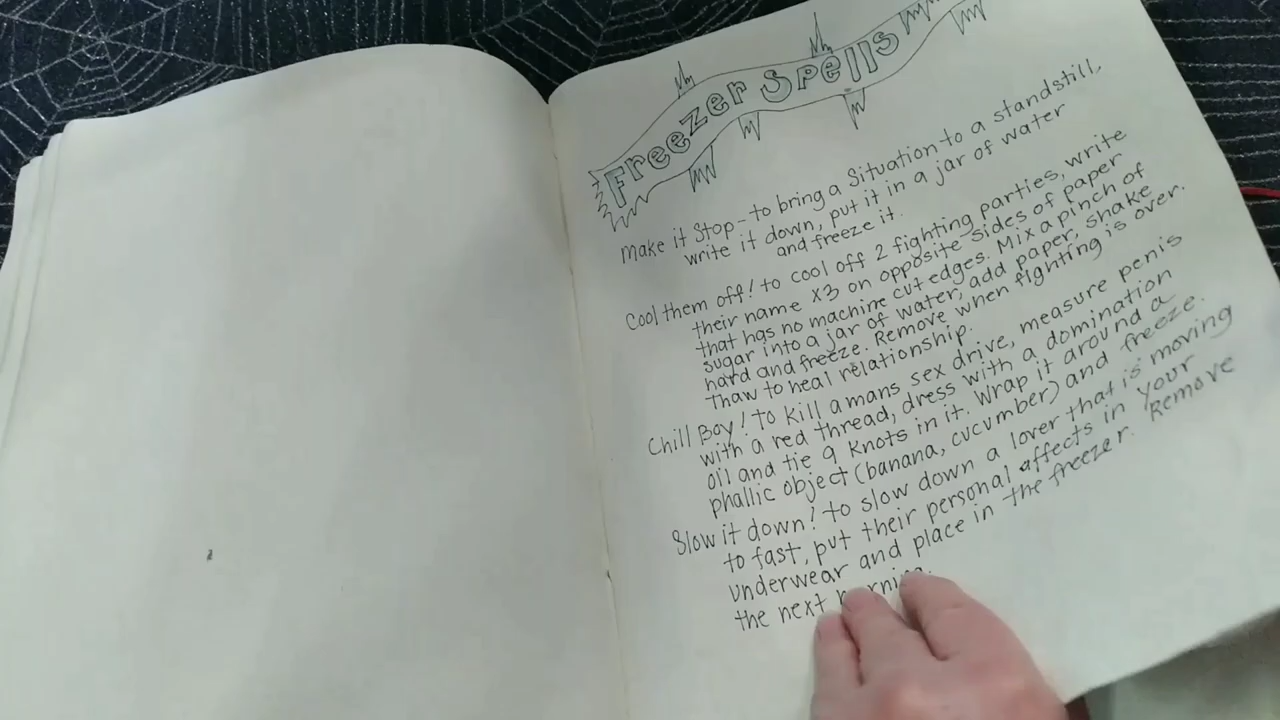 Freezer Spells
Make it Stop - to bring a Situation to a standstill,
write it down, put it in a jar of water
and freeze it.
Cool them off! to cool off 2 fighting parties, write
their name x3 on opposite sides of paper
that has no machine cut edges. Mix a pinch of
sugar into a jar of water, add paper, shake
hard and freeze. Remove when fighting is over.
Thaw to heal relationship.
Chill Boy! To kill a mans sex drive, measure penis
with a red thread, dress with a domination
oil and tie 9 knots in it. Wrap it around a
phallic object (banana, cucumber) and freeze.
Slow it down! to slow down a lover that is moving
to fast, put their personal affects in your
underwear and place in the freezer. Remove
the next morning.